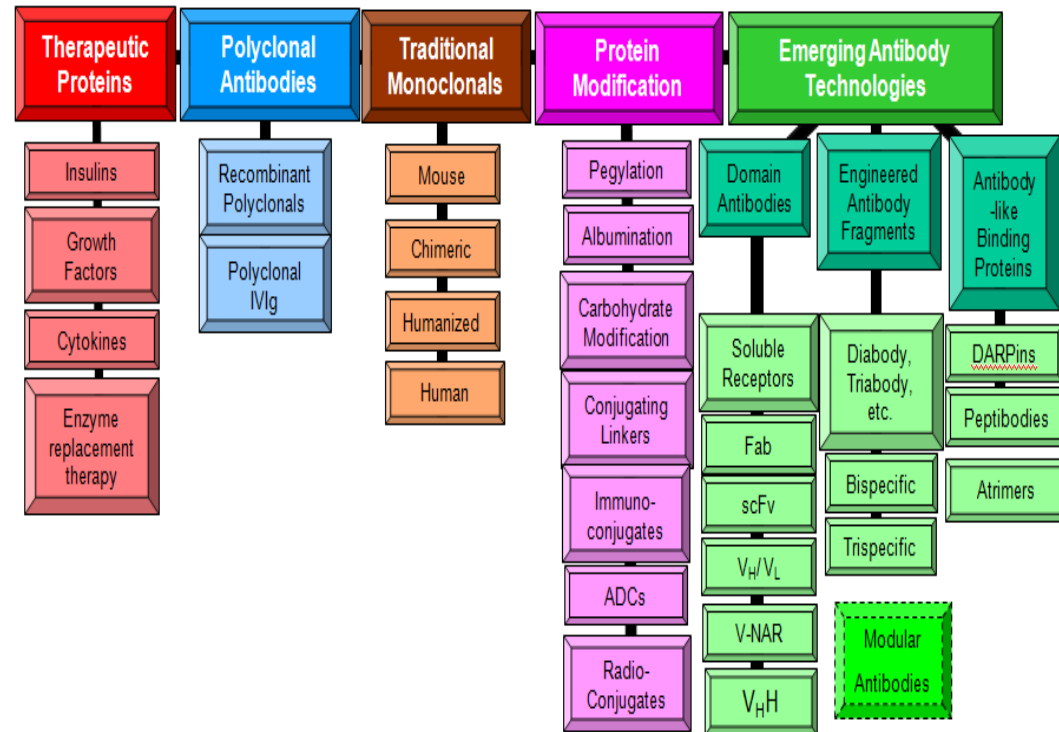 Therapeutic
Proteins
Polyclonal
Antibodies
Traditional
Monoclonals
Protein
Modification
Emerging Antibody
Technologies
Insulins
Growth
Factors
Cytokines
Enzyme
replacement
therapy
Recombinant
Polyclonals
Polyclonal
IVIg
Mouse
Chimeric
Humanized
Human
Pegylation
Albumination
Carbohydrate
Modification
Conjugating
Linkers
Immuno-
conjugates
ADCs
Radio-
Conjugates
Domain
Antibodies
Soluble
Receptors
Fab
scFv
VH/ VL
V-NAR
VHH
Engineered
Antibody
Fragments
Diabody,
Triabody,
etc.
Bispecific
Trispecific
Antibody
-like
Binding
Proteins
DARPins
Peptibodies
Atrimers
Modular
Antibodies